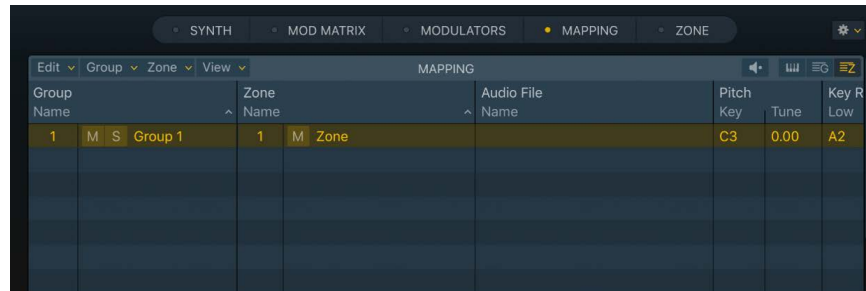 SYNTH MOD MATRIX MODULATORS MAPPING ZONE
Edit Group Zone View MAPPING G Z
Group Zone Audio File Pitch Key R
Name Name Name Key Tune Low
1 M S Group 1 1 M Zone C3 0.00 A2